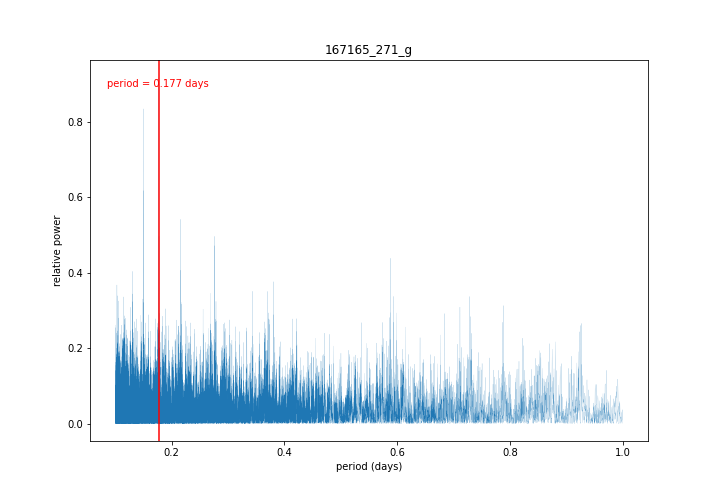 167165_271_g
period = 0.177 days
relative power
0.8
0.6
0.4
0.2
0.0
0.2 0.4 0.6 0.8 1.0
period (days)